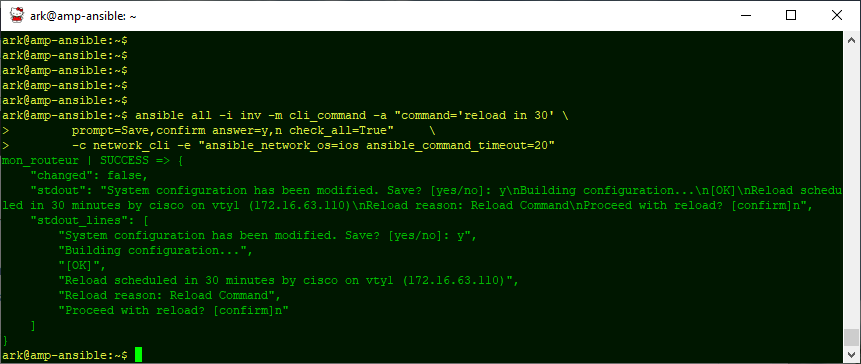 ark@amp-ansible: ~
ark@amp-ansible:~$
ark@amp-ansible:~$
ark@amp-ansible:~$
ark@amp-ansible:~$
ark@amp-ansible:~$
ark@amp-ansible:~$ ansible all -i inv -m cli_command -a "command='reload in 30' \
>         prompt=Save,confirm answer=y,n check_all=True"     \
>         -c network_cli -e "ansible_network_os=ios ansible_command_timeout=20"
mon_routeur | SUCCESS => {
    "changed": false,
    "stdout": "System configuration has been modified. Save? [yes/no]: y\nBuilding configuration...\n[OK]\nReload schedu
led in 30 minutes by cisco on vty1 (172.16.63.110)\nReload reason: Reload Command\nProceed with reload? [confirm]n",
    "stdout_lines": [
        "System configuration has been modified. Save? [yes/no]: y",
        "Building configuration...",
        "[OK]",
        "Reload scheduled in 30 minutes by cisco on vty1 (172.16.63.110)",
        "Reload reason: Reload Command",
        "Proceed with reload? [confirm]n"
    ]
}
ark@amp-ansible:~$